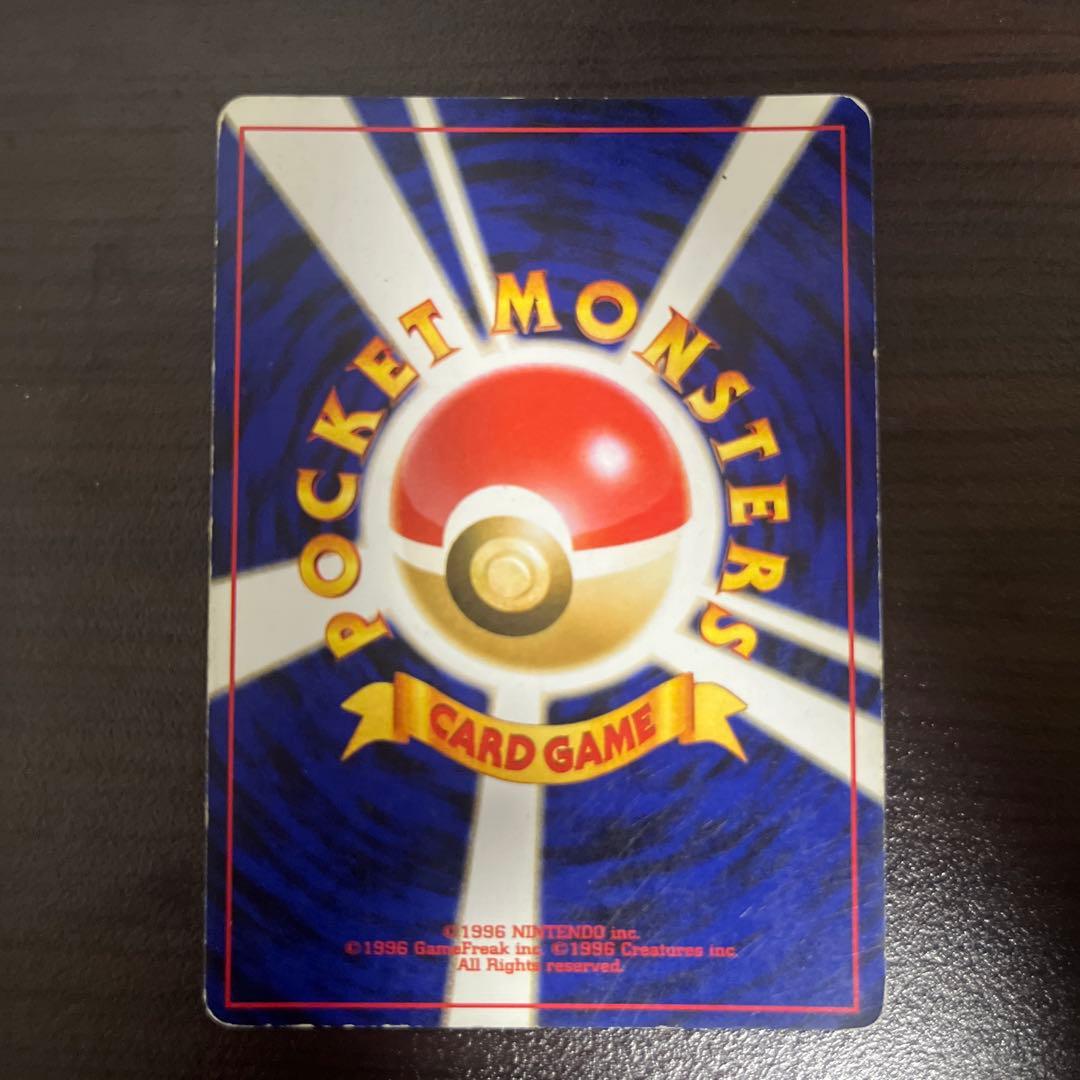 POCKET MONSTERS
CARD GAME
©1996 NINTENDO inc.
©1996 GameFreak inc. ©1996 Creatures inc.
All Rights reserved.